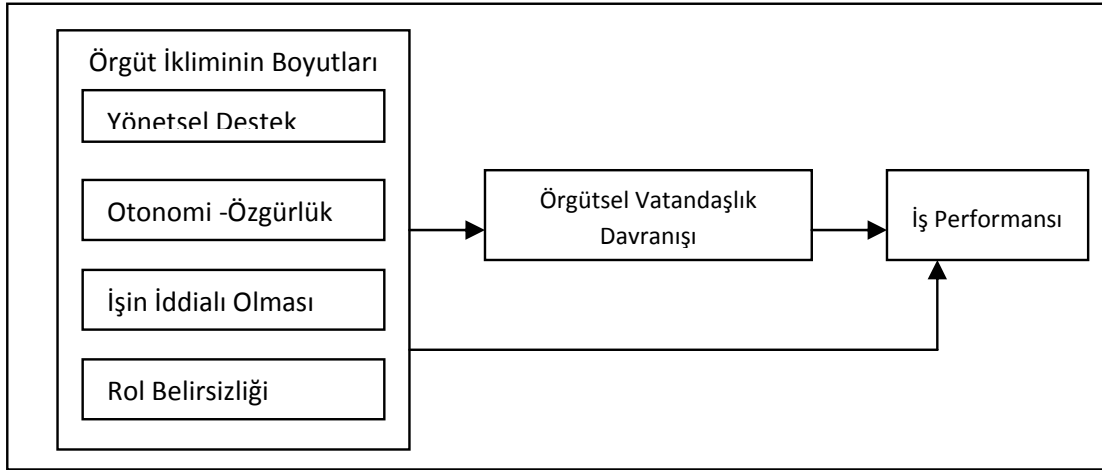 Örgüt İkliminin Boyutları
Yönetsel Destek
Otonomi -Özgürlük
İşin İddialı Olması
Rol Belirsizliği
Örgütsel Vatandaşlık
Davranışı
İş Performansı